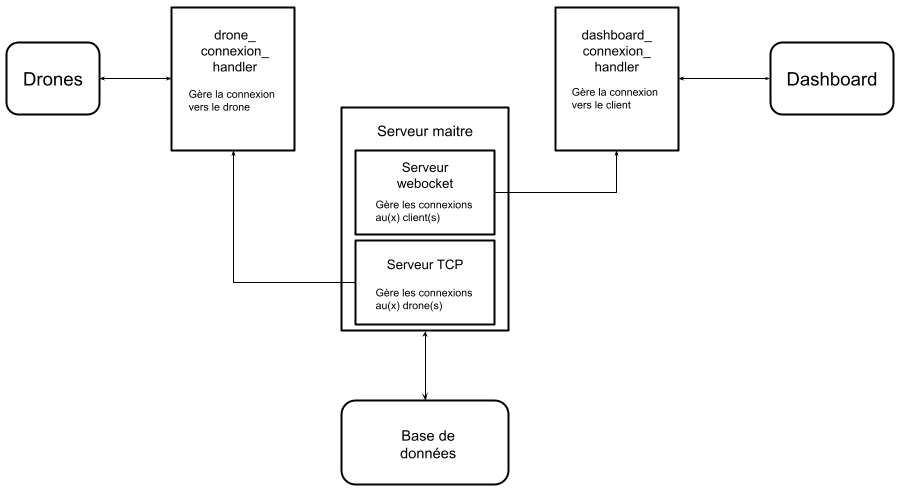 Drones
drone_
connexion_
handler
Gère la connexion
vers le drone
Serveur maitre
Serveur
webocket
Gère les connexions
au(x) client(s)
Serveur TCP
Gère les connexions
au(x) drone(s)
dashboard_
connexion_
handler
Gère la connexion
vers le client
Dashboard
Base de
données